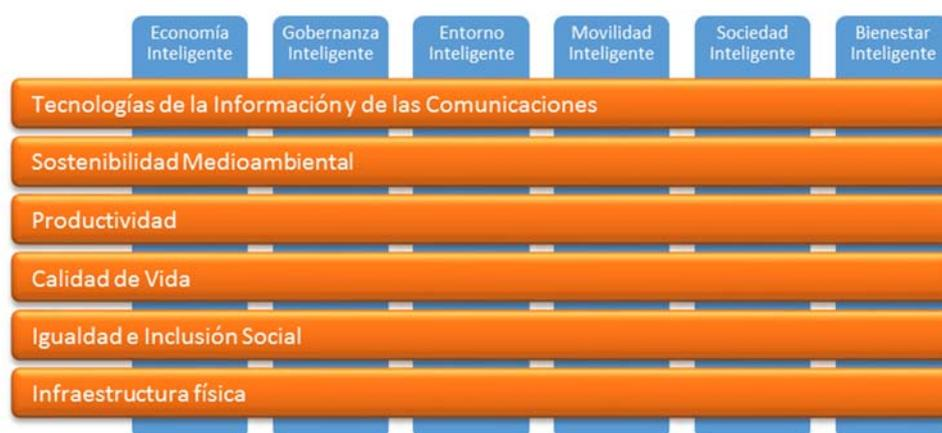 Economía
Inteligente
Gobernanza
Inteligente
Entorno
Inteligente
Movilidad
Inteligente
Sociedad
Inteligente
Bienestar
Inteligente
Tecnologías de la Información y de las Comunicaciones
Sostenibilidad Medioambiental
Productividad
Calidad de Vida
Igualdad e Inclusión Social
Infraestructura física